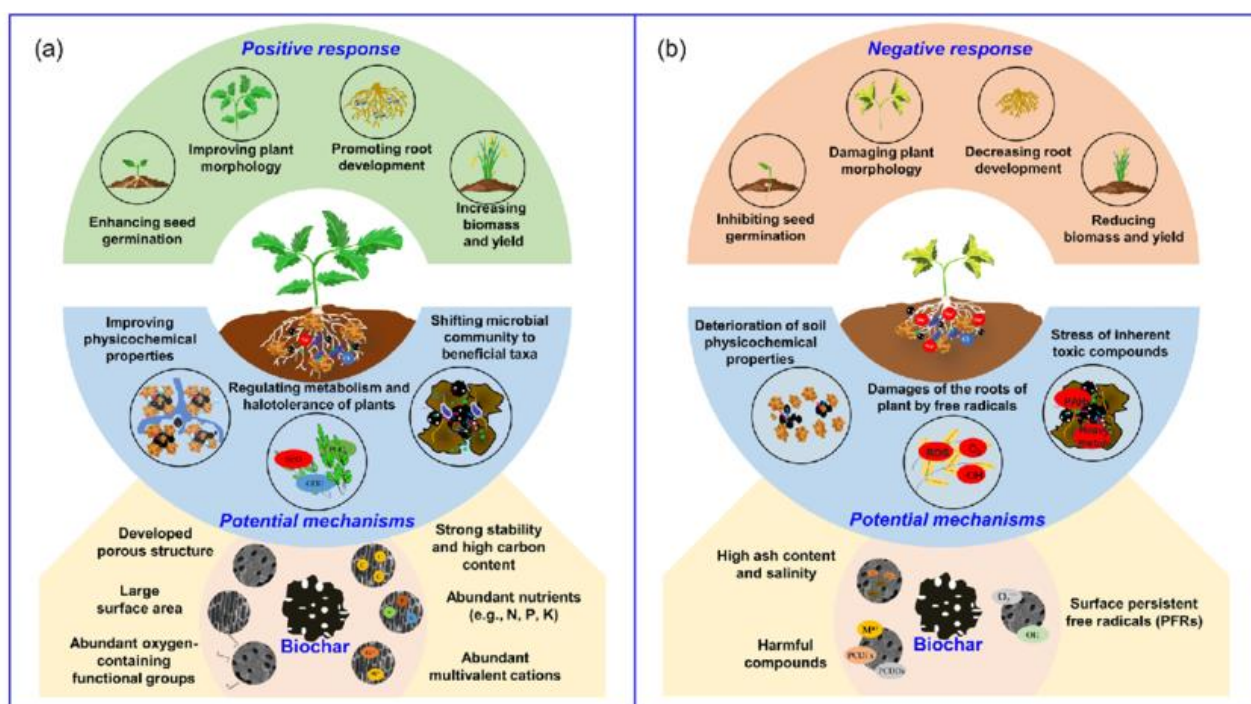 (a)
Positive response
Improving plant
morphology
Promoting root
development
Enhancing seed
germination
Increasing
biomass
and yield
Improving
physicochemical
properties
Shifting microbial
community to
beneficial taxa
Regulating metabolism and
halotolerance of plants
Potential mechanisms
Developed
porous structure
Strong stability
and high carbon
content
Large
surface area
Abundant nutrients
(e.g., N, P, K)
Biochar
Abundant oxygen-
containing
functional groups
Abundant
multivalent cations
(b)
Negative response
Damaging plant
morphology
Decreasing root
development
Inhibiting seed
germination
Reducing
biomass and yield
Deterioration of soil
physicochemical
properties
Stress of inherent
toxic compounds
Damages of the roots of
plant by free radicals
ROS
Potential mechanisms
High ash content
and salinity
Biochar
Surface persistent
free radicals (PFRs)
Harmful
compounds